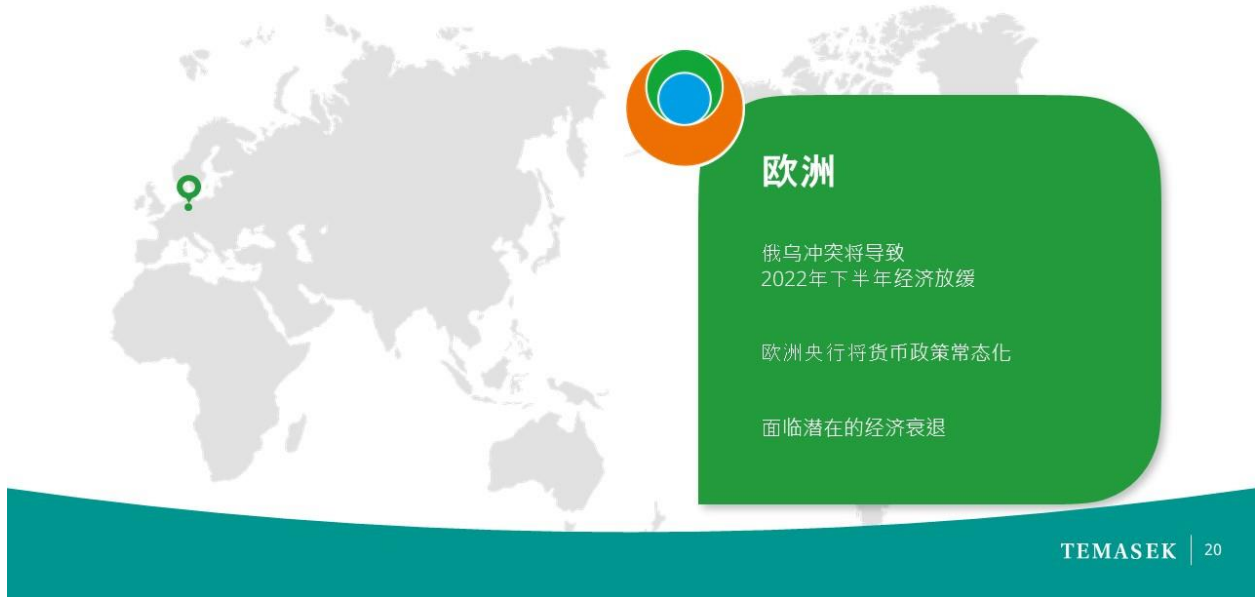 欧洲
俄乌冲突将导致
2022年下半年经济放缓
欧洲央行将货币政策常态化
面临潜在的经济衰退
TEMASEK 20